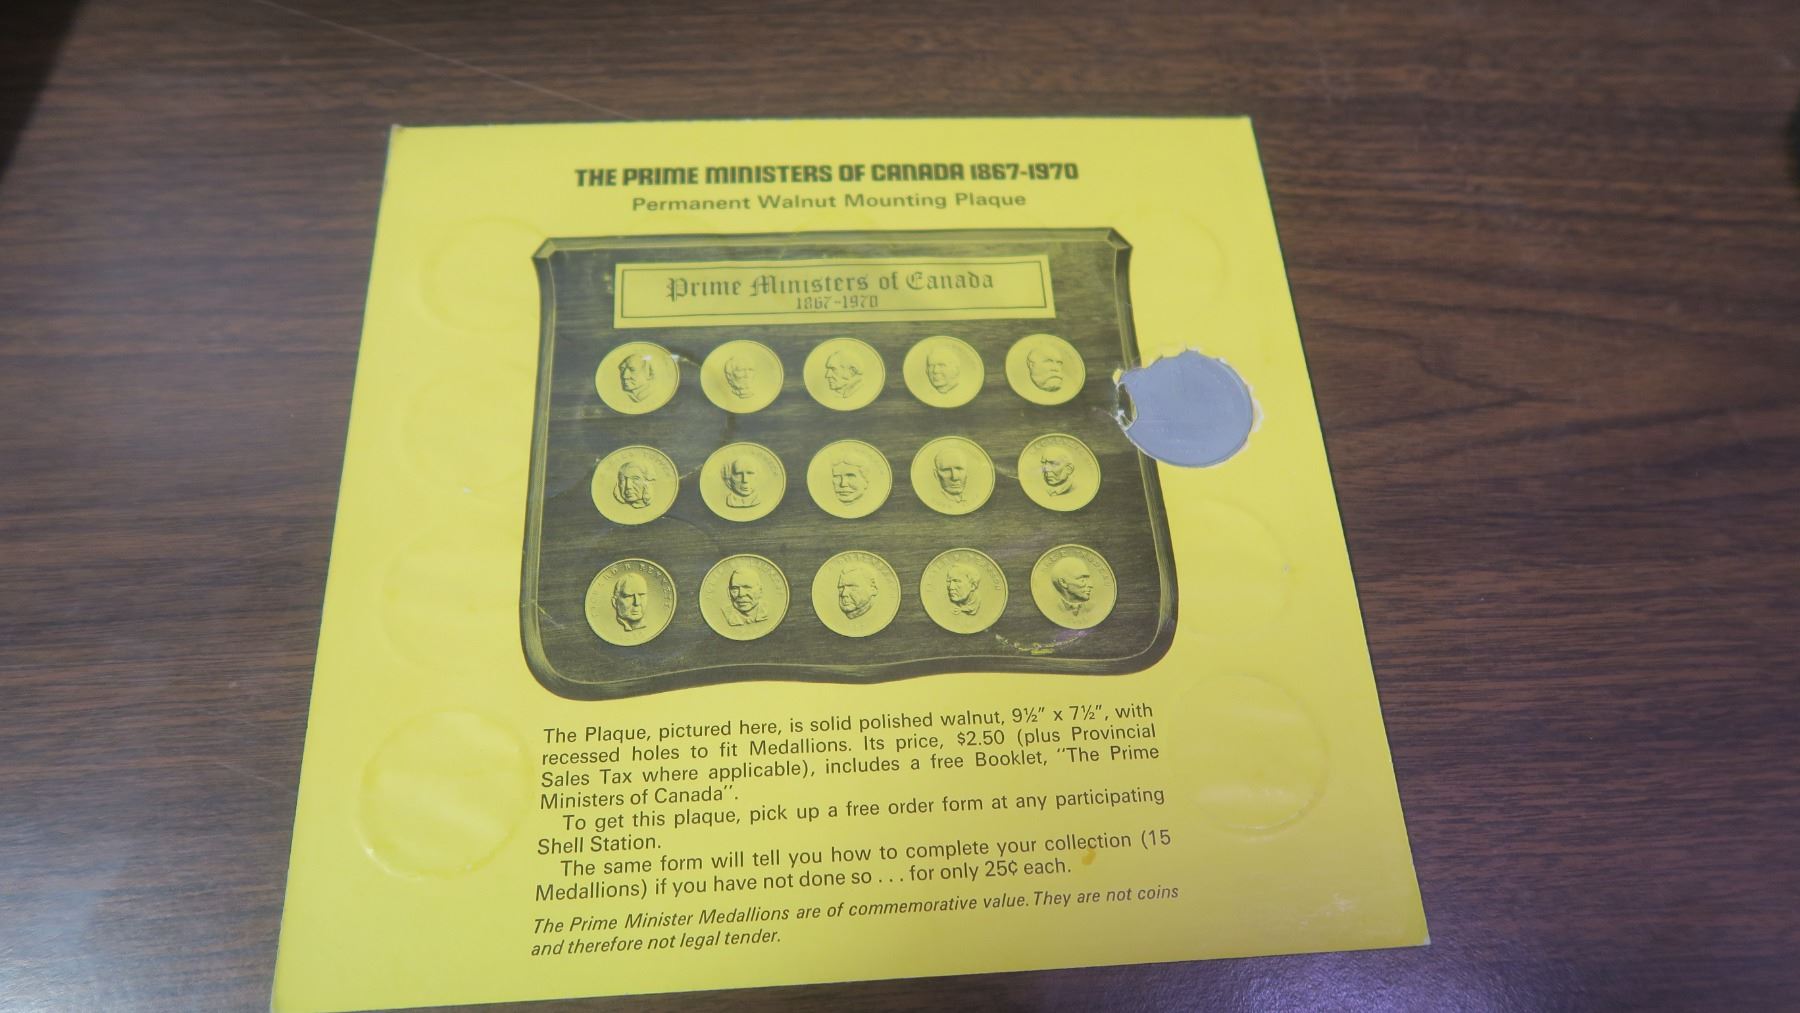 THE PRIME MINISTERS OF CANADA 1867-1970
Permanent Walnut Mounting Plaque
Prime Ministers of Canada
1867-1970
The Plaque, pictured here, is solid polished walnut, 9½" x 7½", with
recessed holes to fit Medallions. Its price, $2.50 (plus Provincial
Sales Tax where applicable), includes a free Booklet, "The Prime
Ministers of Canada".
To get this plaque, pick up a free order form at any participating
Shell Station.
The same form will tell you how to complete your collection (15
Medallions) if you have not done so . . . for only 25¢ each.
The Prime Minister Medallions are of commemorative value. They are not coins
and therefore not legal tender.